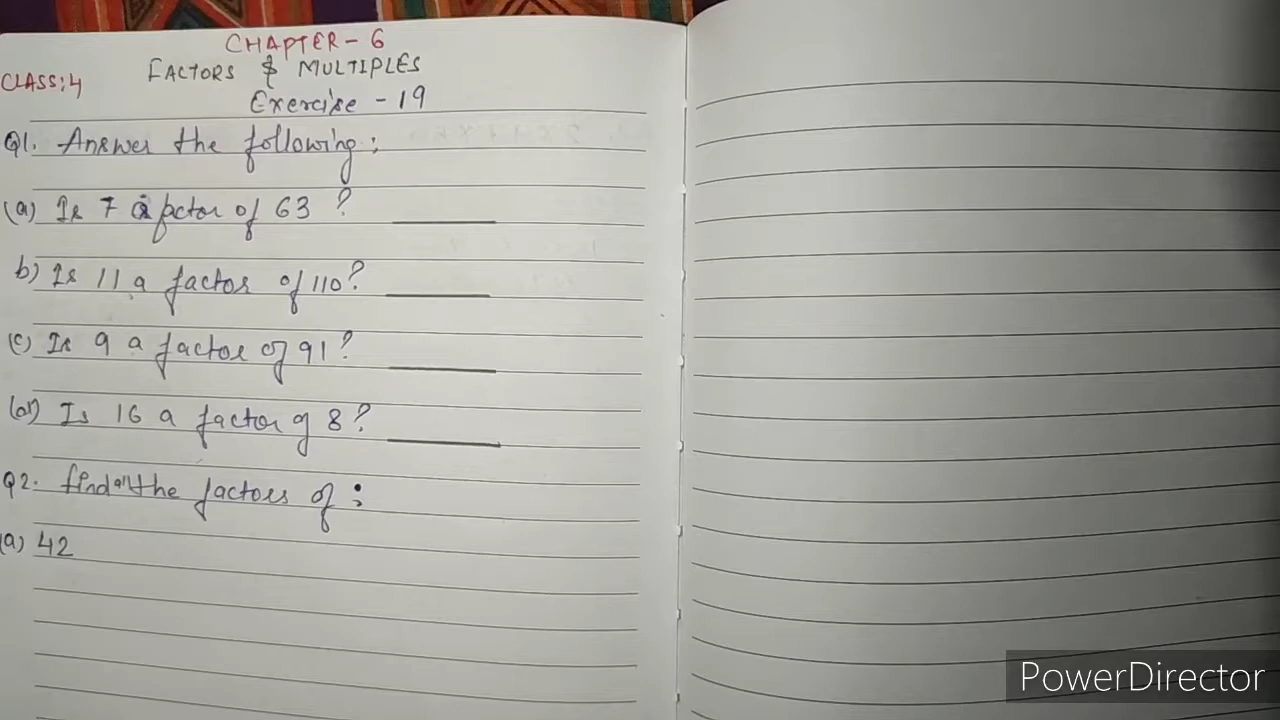 CHAPTER - 6
FACTORS & MULTIPLES
CLASS:4
Exercise - 19
Q1. Answer the following:
(a) Is 7 a factor of 63 ?
b) Is 11 a factor of 110?
(c) Is 9 a factor of 91?
(d) Is 16 a factor of 8?
Q2. find all the factors of :
(a) 42
PowerDirector